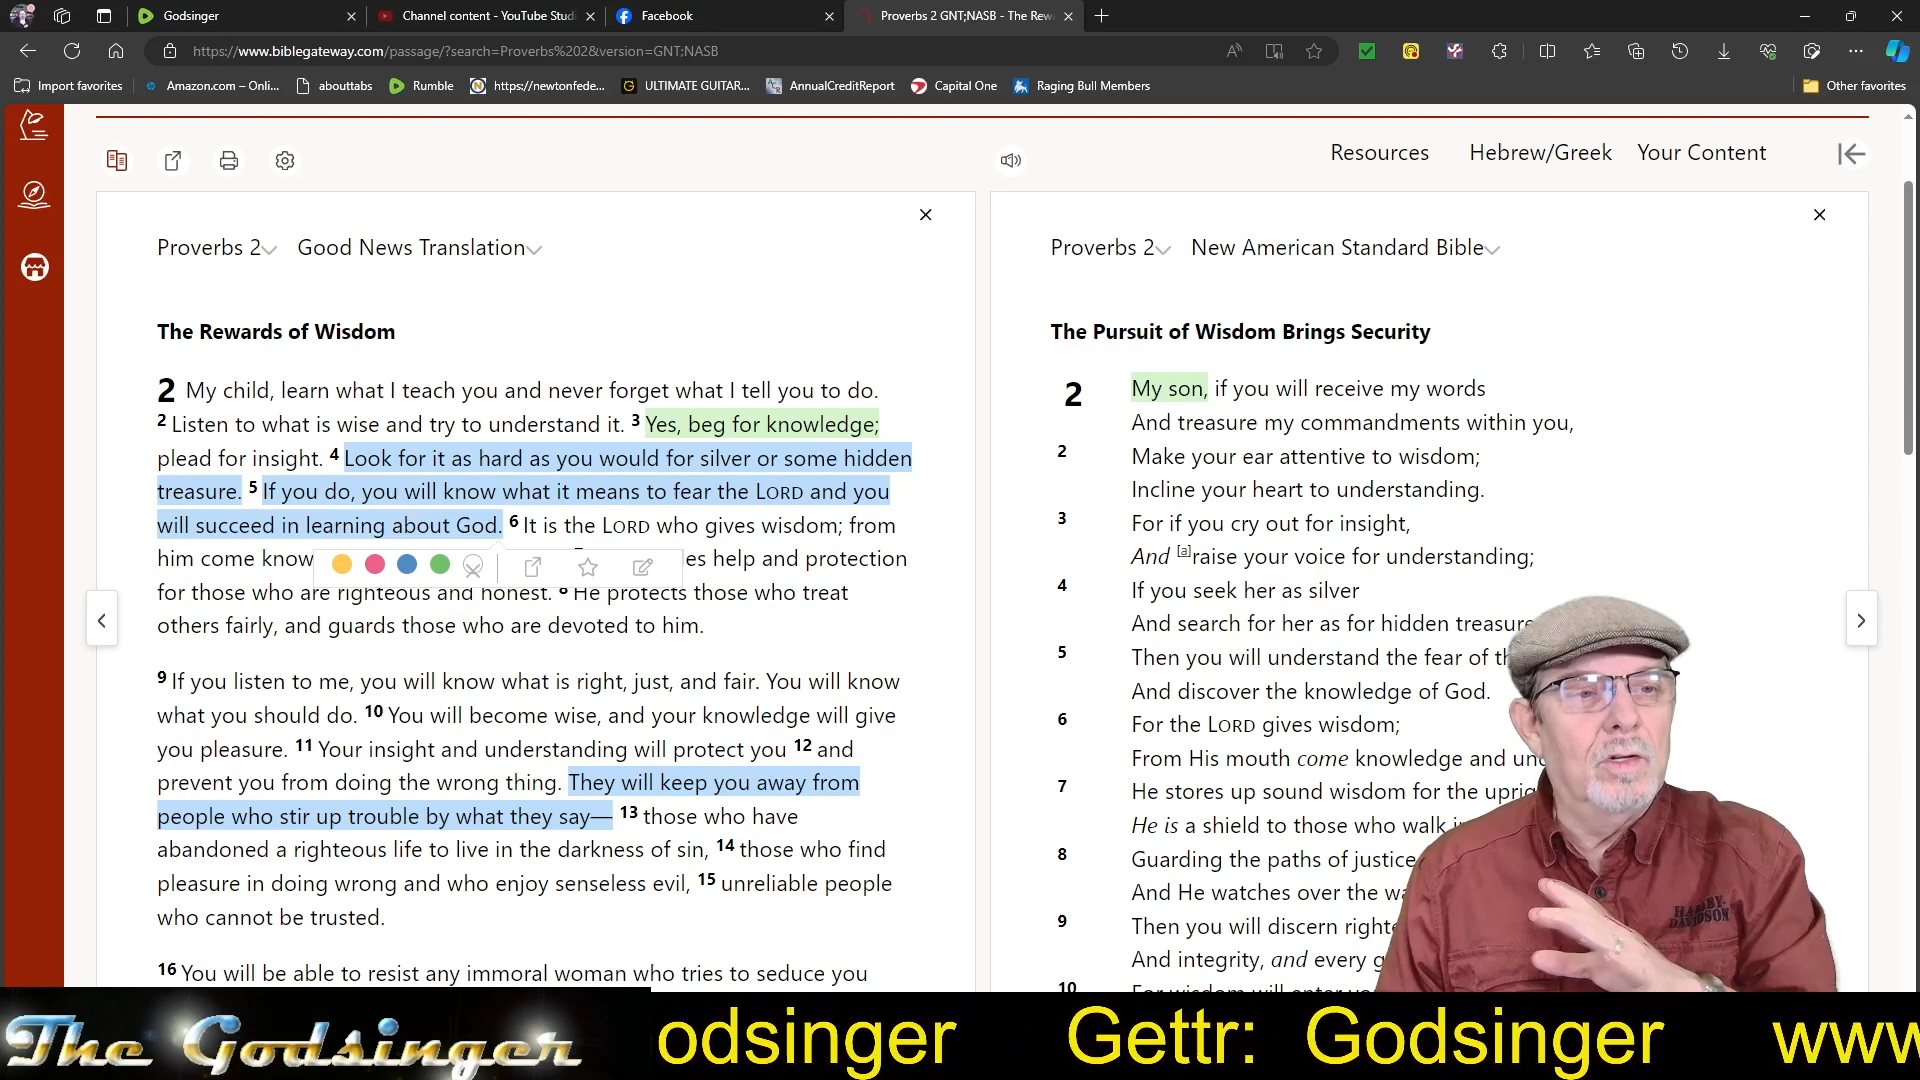 Godsinger
Channel content - YouTube Studi
Facebook
Proverbs 2 GNT;NASB - The Rew
https://www.biblegateway.com/passage/?search=Proverbs%202&version=GNT;NASB
Import favorites
Amazon.com – Onli...
abouttabs
Rumble
https://newtonfede...
ULTIMATE GUITAR...
AnnualCreditReport
Capital One
Raging Bull Members
Other favorites
Resources
Hebrew/Greek
Your Content
Proverbs 2
Good News Translation
The Rewards of Wisdom
2 My child, learn what I teach you and never forget what I tell you to do.
2 Listen to what is wise and try to understand it. 3 Yes, beg for knowledge;
plead for insight. 4 Look for it as hard as you would for silver or some hidden
treasure. 5 If you do, you will know what it means to fear the LORD and you
will succeed in learning about God. 6 It is the LORD who gives wisdom; from
him come know es help and protection
for those who are righteous and honest. 8 He protects those who treat
others fairly, and guards those who are devoted to him.
9 If you listen to me, you will know what is right, just, and fair. You will know
what you should do. 10 You will become wise, and your knowledge will give
you pleasure. 11 Your insight and understanding will protect you 12 and
prevent you from doing the wrong thing. They will keep you away from
people who stir up trouble by what they say— 13 those who have
abandoned a righteous life to live in the darkness of sin, 14 those who find
pleasure in doing wrong and who enjoy senseless evil, 15 unreliable people
who cannot be trusted.
16 You will be able to resist any immoral woman who tries to seduce you
Proverbs 2
New American Standard Bible
The Pursuit of Wisdom Brings Security
2 My son, if you will receive my words
And treasure my commandments within you,
2 Make your ear attentive to wisdom;
Incline your heart to understanding.
3 For if you cry out for insight,
And [a]raise your voice for understanding;
4 If you seek her as silver
And search for her as for hidden treasure
5 Then you will understand the fear of th
And discover the knowledge of God.
6 For the LORD gives wisdom;
From His mouth come knowledge and und
7 He stores up sound wisdom for the uprig
He is a shield to those who walk i
8 Guarding the paths of justice
And He watches over the wa
9 Then you will discern righte
And integrity, and every g
10 For wisdom will enter yo
HARLEY-
DAVIDSON
The Godsinger
odsinger Gettr: Godsinger www